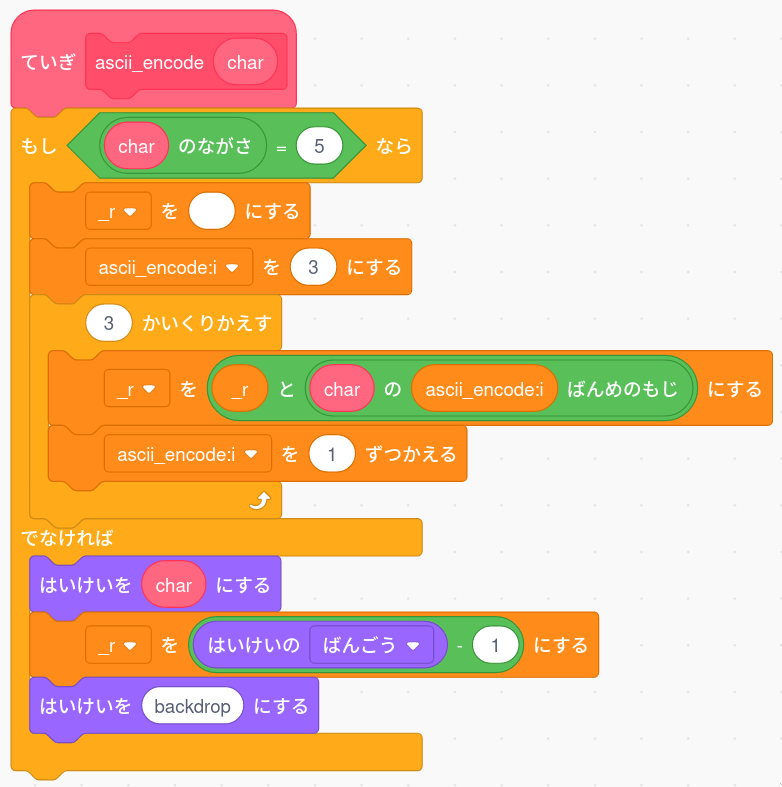 ていぎ ascii_encode char
もし char のながさ = 5 なら
_r を にする
ascii_encode:i を 3 にする
3 かいくりかえす
_r を _r と char の ascii_encode:i ばんめのもじ にする
ascii_encode:i を 1 ずつかえる
でなければ
はいけいを char にする
_r を はいけいの ばんごう - 1 にする
はいけいを backdrop にする